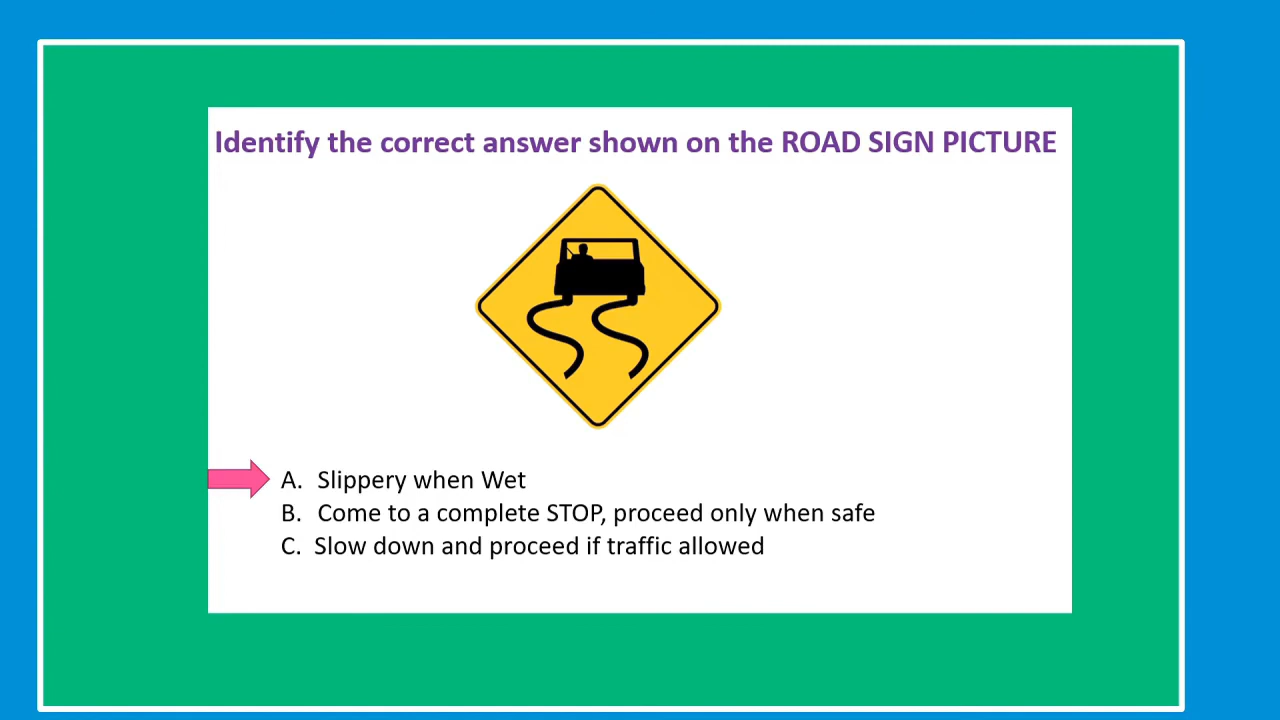 Identify the correct answer shown on the ROAD SIGN PICTURE
A. Slippery when Wet
B. Come to a complete STOP, proceed only when safe
C. Slow down and proceed if traffic allowed